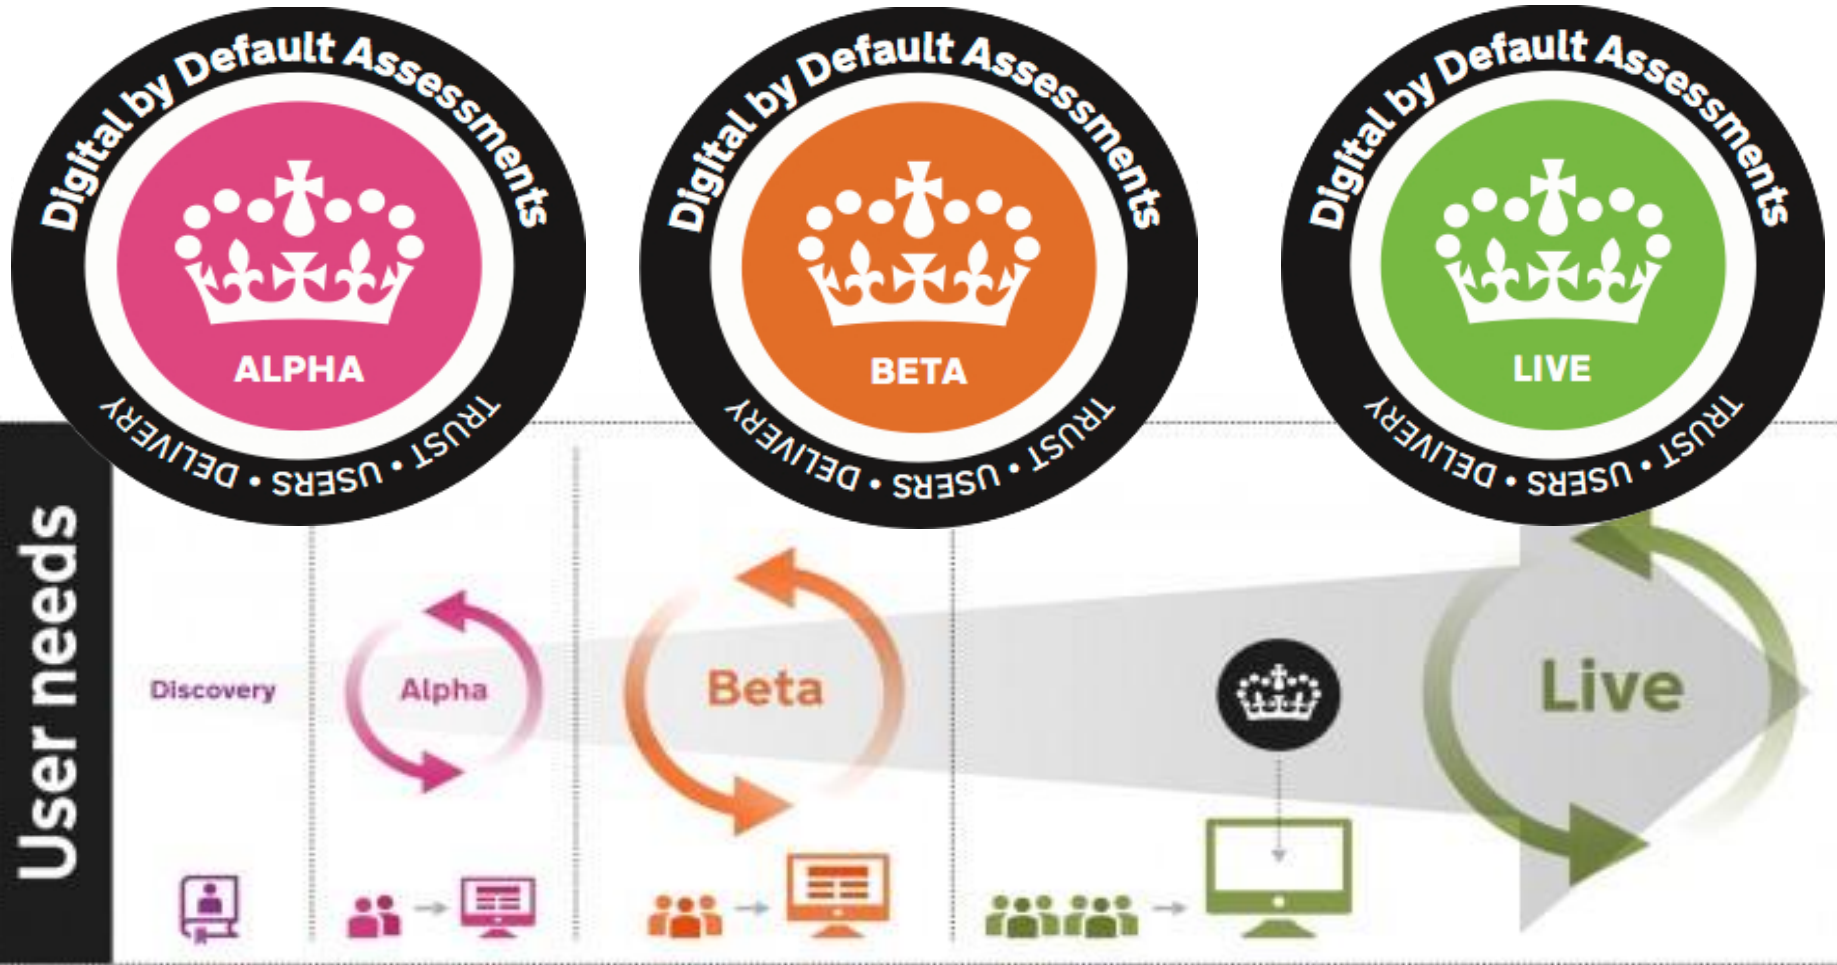 Digital by Default Assessments
ALPHA
TRUST • USERS • DELIVERY
Digital by Default Assessments
BETA
TRUST • USERS • DELIVERY
Digital by Default Assessments
LIVE
TRUST • USERS • DELIVERY
User needs
Discovery
Alpha
Beta
Live